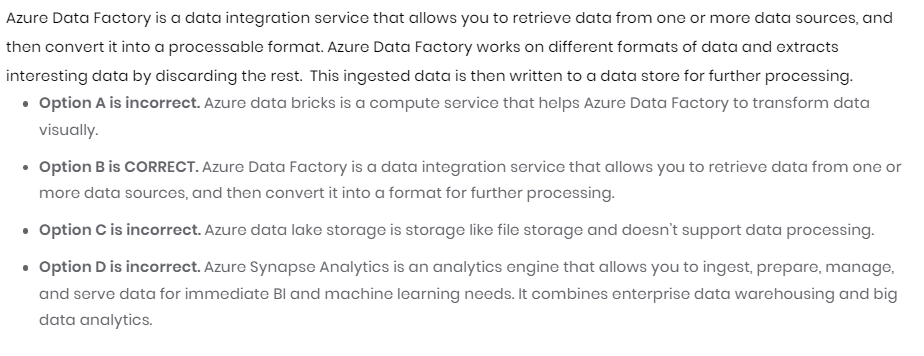 Azure Data Factory is a data integration service that allows you to retrieve data from one or more data sources, and
then convert it into a processable format. Azure Data Factory works on different formats of data and extracts
interesting data by discarding the rest.  This ingested data is then written to a data store for further processing.
• Option A is incorrect. Azure data bricks is a compute service that helps Azure Data Factory to transform data
visually.
• Option B is CORRECT. Azure Data Factory is a data integration service that allows you to retrieve data from one or
more data sources, and then convert it into a format for further processing.
• Option C is incorrect. Azure data lake storage is storage like file storage and doesn't support data processing.
• Option D is incorrect. Azure Synapse Analytics is an analytics engine that allows you to ingest, prepare, manage,
and serve data for immediate BI and machine learning needs. It combines enterprise data warehousing and big
data analytics.